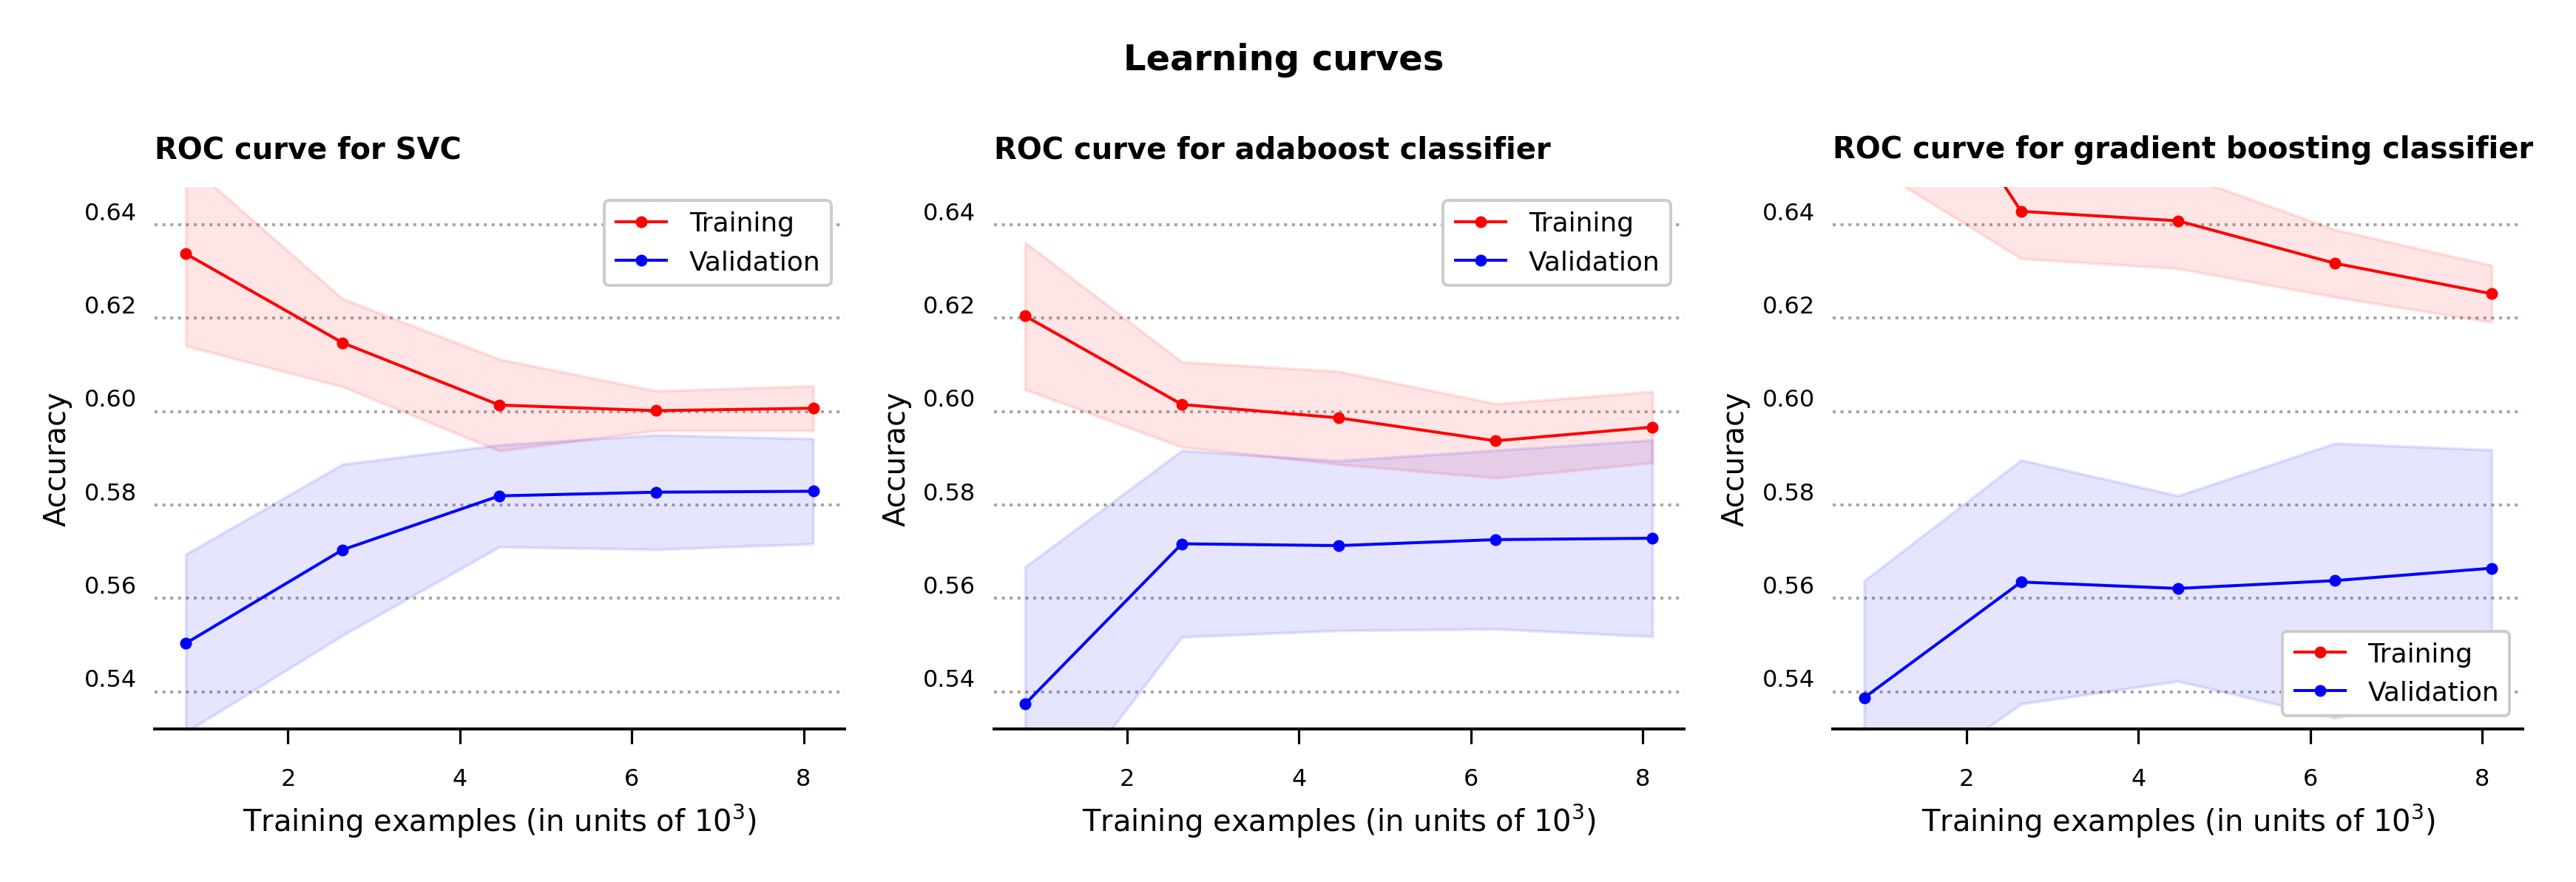 Learning curves
ROC curve for SVC
0.64
0.62
0.60
0.58
0.56
0.54
Accuracy
Training
Validation
2 4 6 8
Training examples (in units of 10³)
ROC curve for adaboost classifier
0.64
0.62
0.60
0.58
0.56
0.54
Accuracy
Training
Validation
2 4 6 8
Training examples (in units of 10³)
ROC curve for gradient boosting classifier
0.64
0.62
0.60
0.58
0.56
0.54
Accuracy
Training
Validation
2 4 6 8
Training examples (in units of 10³)